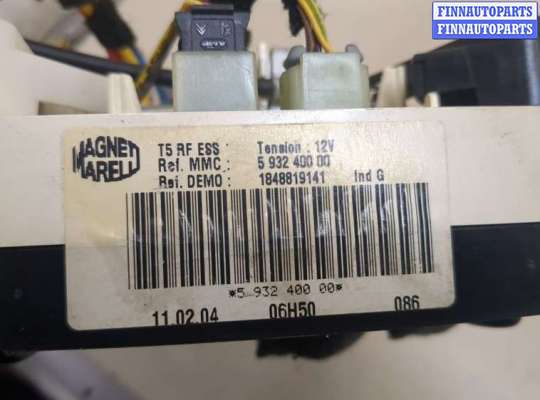 FINNAUTOPARTS
FINNAUTOPARTS
MAGNETI
MARELLI
T5 RF ESS : Tension : 12V
Ref. MMC : 5 932 400 00
Ref. DEMO : 1848819141 Ind G
*5 932 400 00*
11.02.04 06H50 086